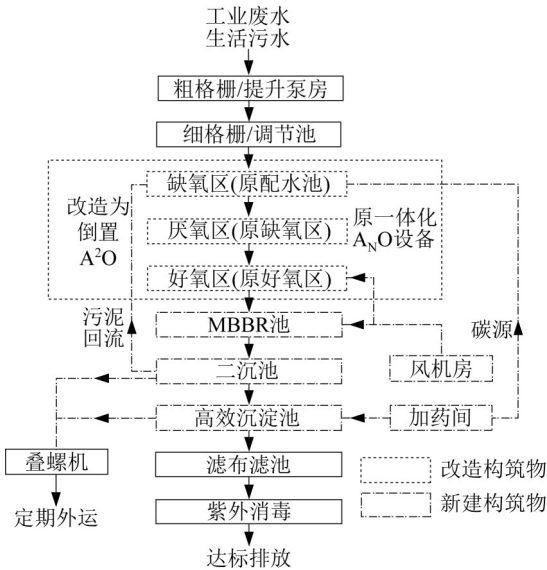 工业废水
生活污水
粗格栅/提升泵房
细格栅/调节池
缺氧区(原配水池)
改造为
倒置
A²O
厌氧区(原缺氧区)
原一体化
AₙO设备
好氧区(原好氧区)
污泥
回流
MBBR池
碳源
二沉池
风机房
高效沉淀池
加药间
叠螺机
滤布滤池
改造构筑物
定期外运
紫外消毒
新建构筑物
达标排放